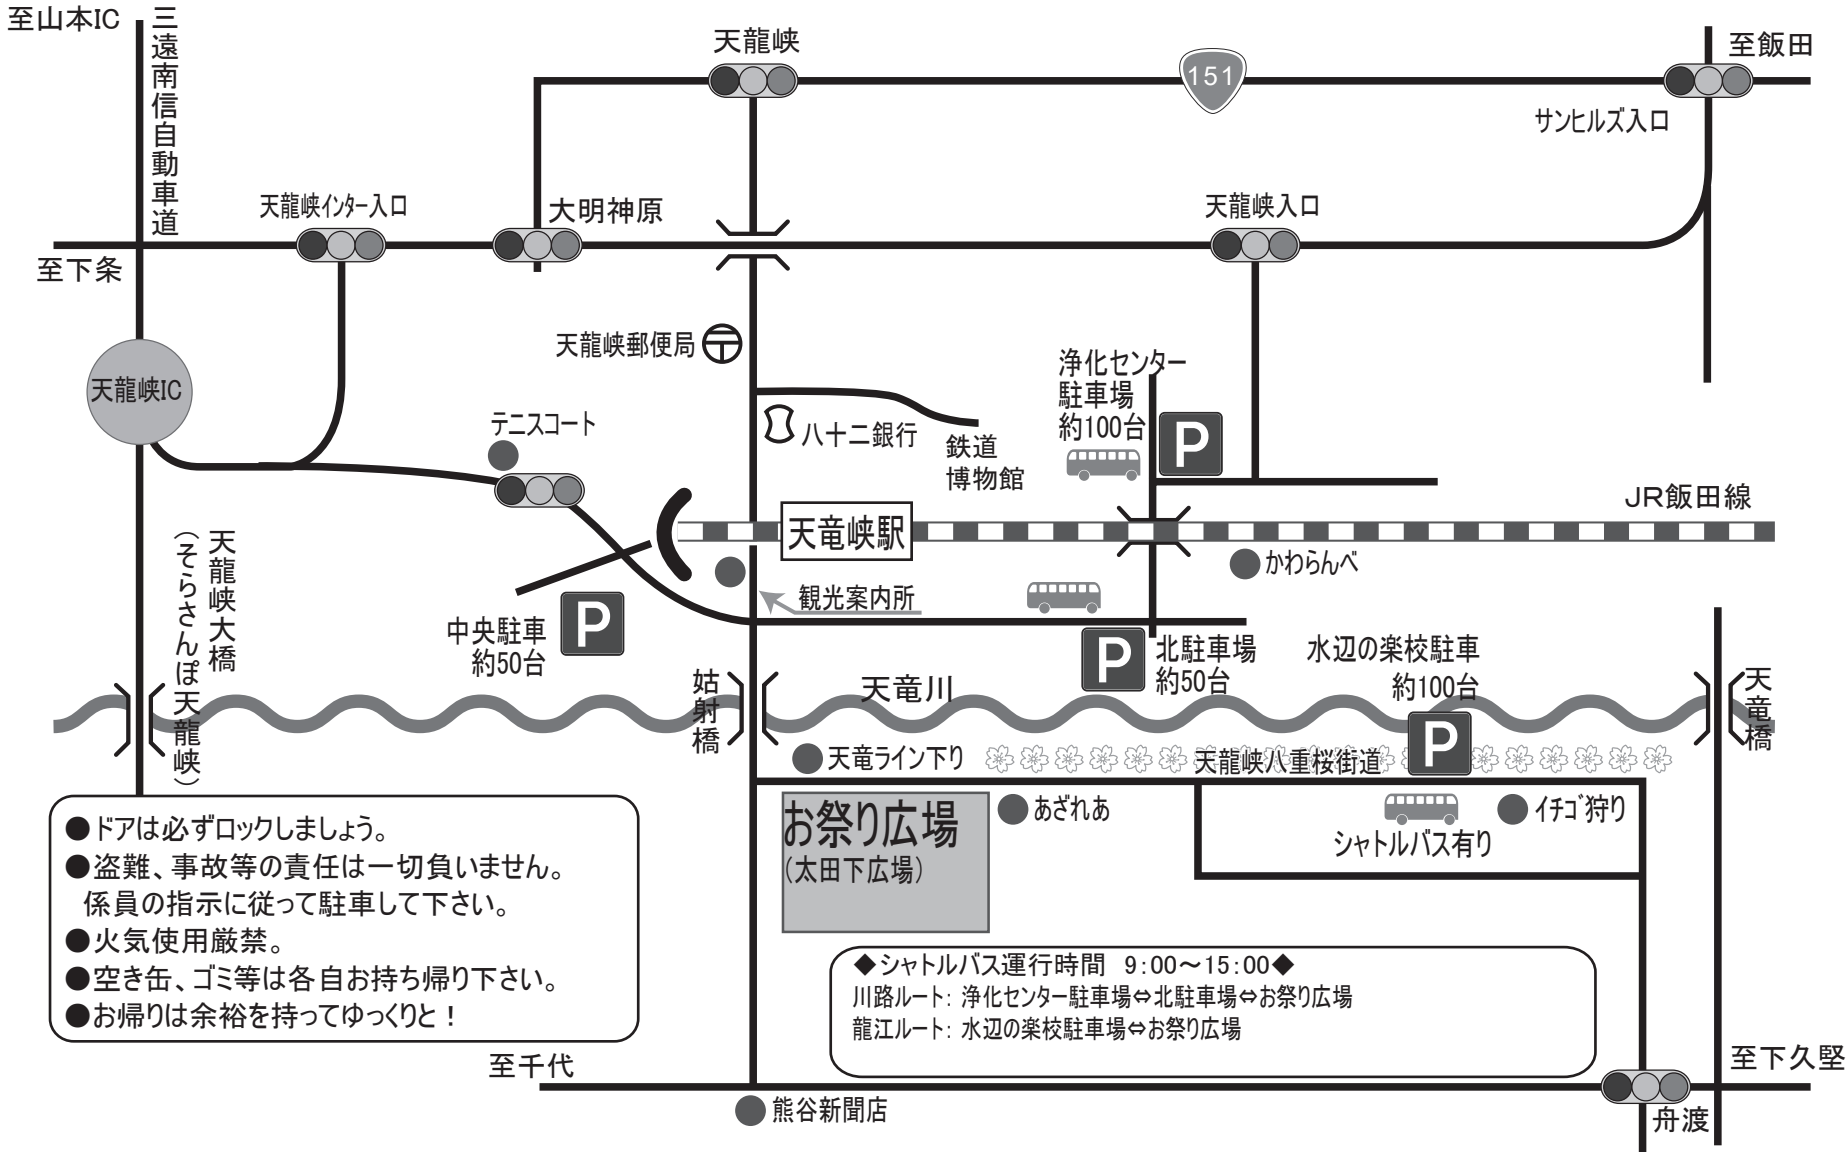 至山本IC
三遠南信自動車道
天龍峡
151
至飯田
サンヒルズ入口
天龍峡インター入口
大明神原
天龍峡入口
至下条
天龍峡郵便局
天龍峡IC
テニスコート
八十二銀行
鉄道
博物館
浄化センター
駐車場
約100台
P
JR飯田線
天竜峡駅
かわらんべ
観光案内所
天龍峡大橋
(そらさんぽ天龍峡)
中央駐車
約50台
P
P
北駐車場
約50台
水辺の楽校駐車
約100台
P
姑射橋
天竜川
天竜橋
天竜ライン下り
天龍峡八重桜街道
お祭り広場
(太田下広場)
あざれあ
イチゴ狩り
シャトルバス有り
●ドアは必ずロックしましょう。
●盗難、事故等の責任は一切負いません。
係員の指示に従って駐車して下さい。
●火気使用厳禁。
●空き缶、ゴミ等は各自お持ち帰り下さい。
●お帰りは余裕を持ってゆっくりと!
◆シャトルバス運行時間 9:00～15:00◆
川路ルート: 浄化センター駐車場⇔北駐車場⇔お祭り広場
龍江ルート: 水辺の楽校駐車場⇔お祭り広場
至千代
至下久堅
熊谷新聞店
舟渡